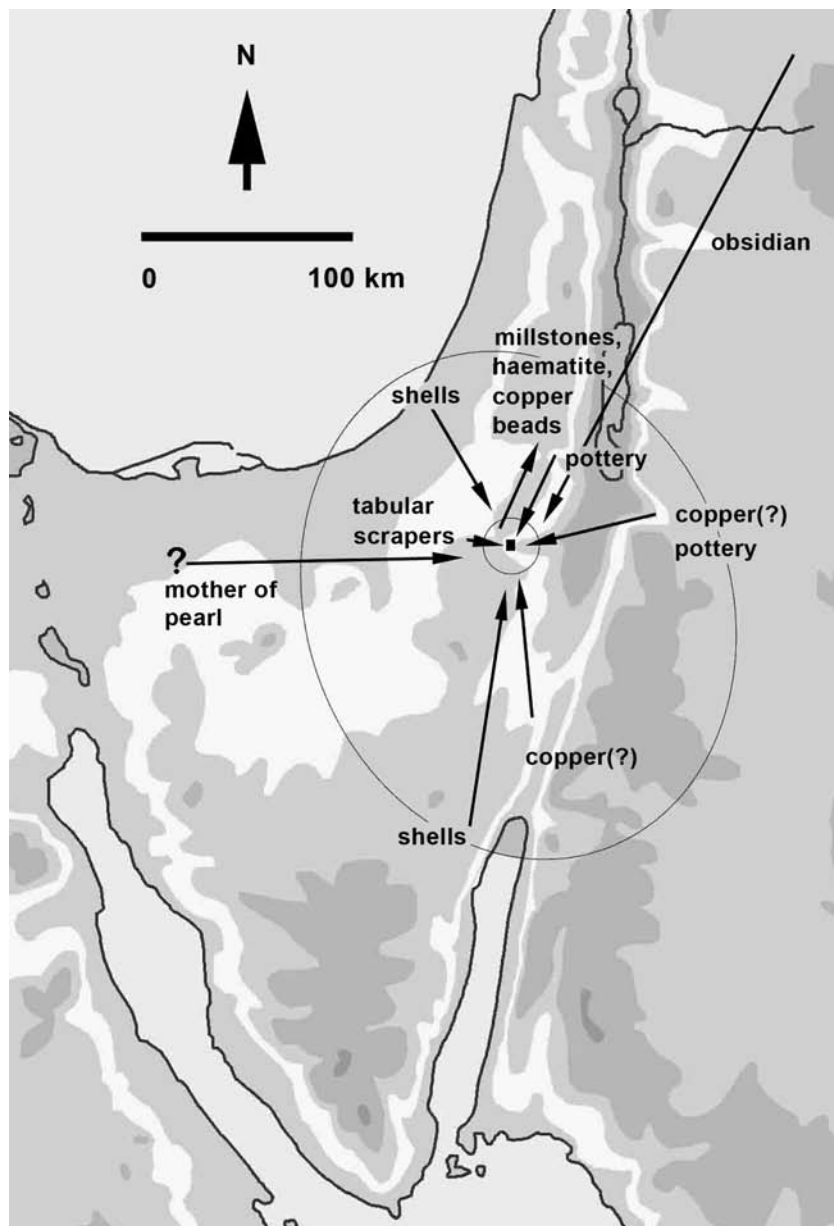 N
0 100 km
obsidian
millstones,
haematite,
copper
beads
shells
pottery
tabular
scrapers
copper(?)
pottery
?
mother of
pearl
copper(?)
shells